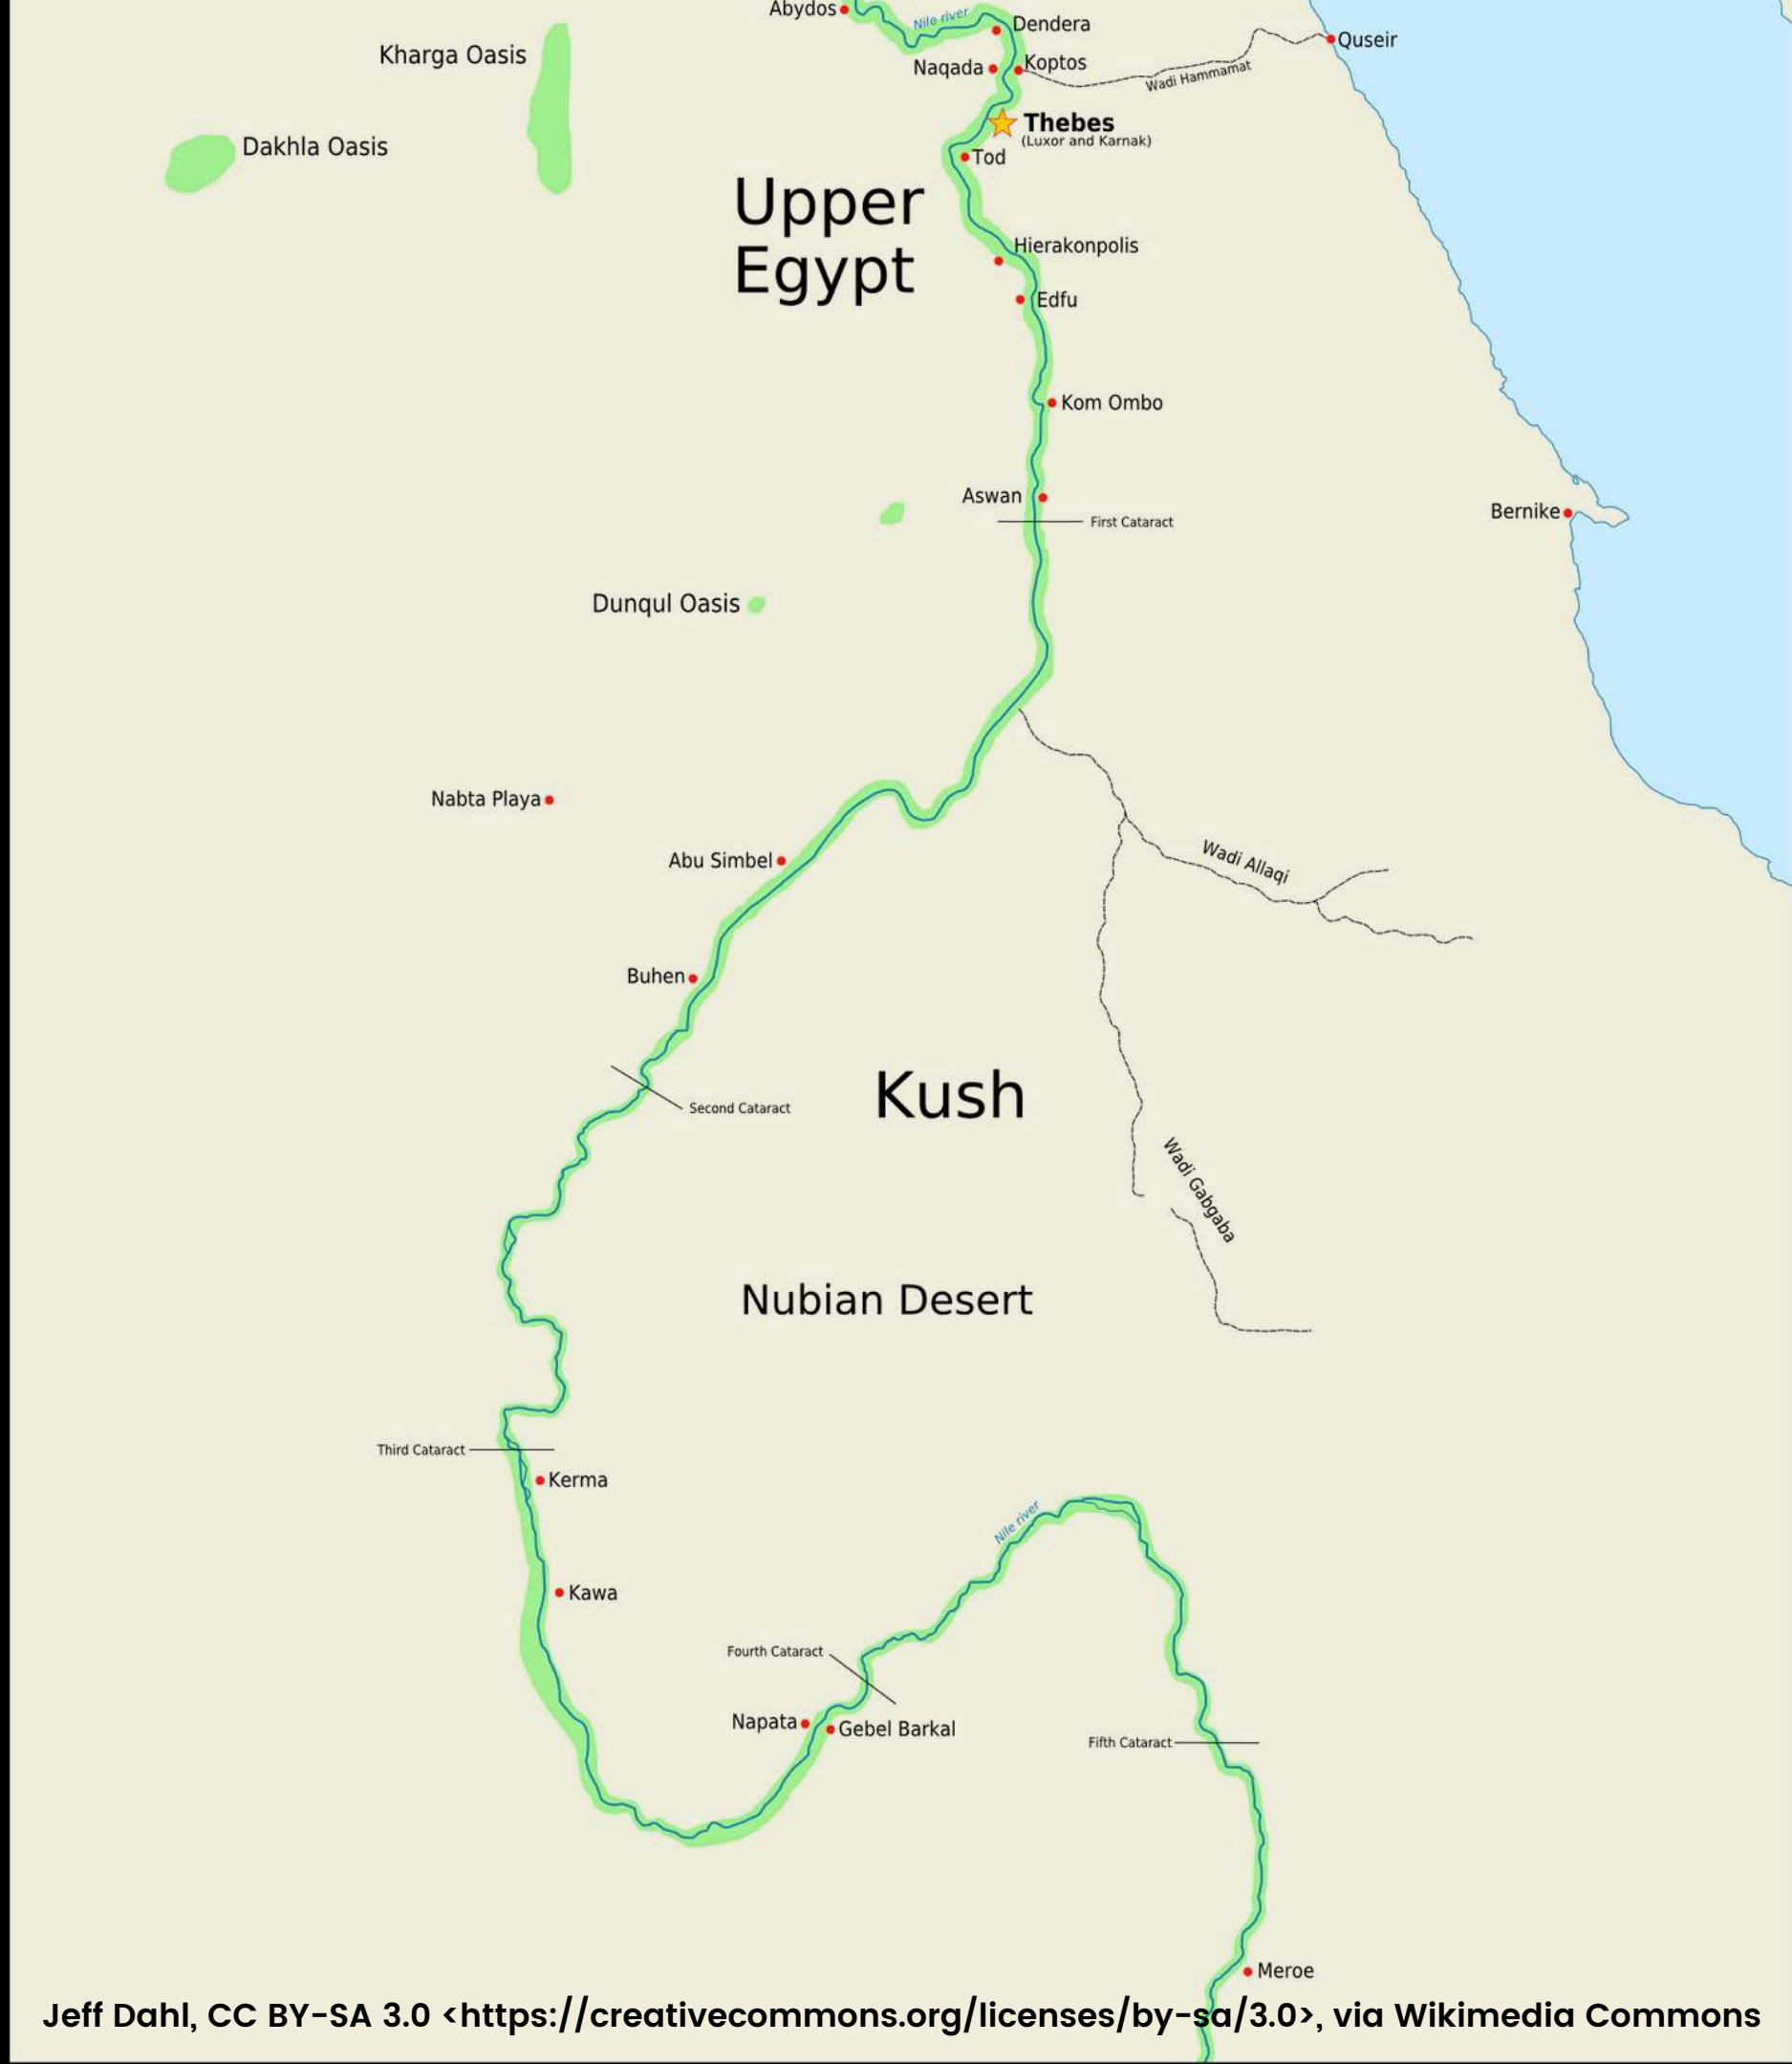 Abydos
Nile river
Dendera
Quseir
Kharga Oasis
Naqada
Koptos
Wadi Hammamat
Thebes
(Luxor and Karnak)
Dakhla Oasis
Tod
Upper
Egypt
Hierakonpolis
Edfu
Kom Ombo
Aswan
First Cataract
Bernike
Dunqul Oasis
Nabta Playa
Abu Simbel
Wadi Allaqi
Buhen
Kush
Second Cataract
Wadi Gabgaba
Nubian Desert
Third Cataract
Kerma
Nile river
Kawa
Fourth Cataract
Napata
Gebel Barkal
Fifth Cataract
Meroe
Jeff Dahl, CC BY-SA 3.0 <https://creativecommons.org/licenses/by-sa/3.0>, via Wikimedia Commons